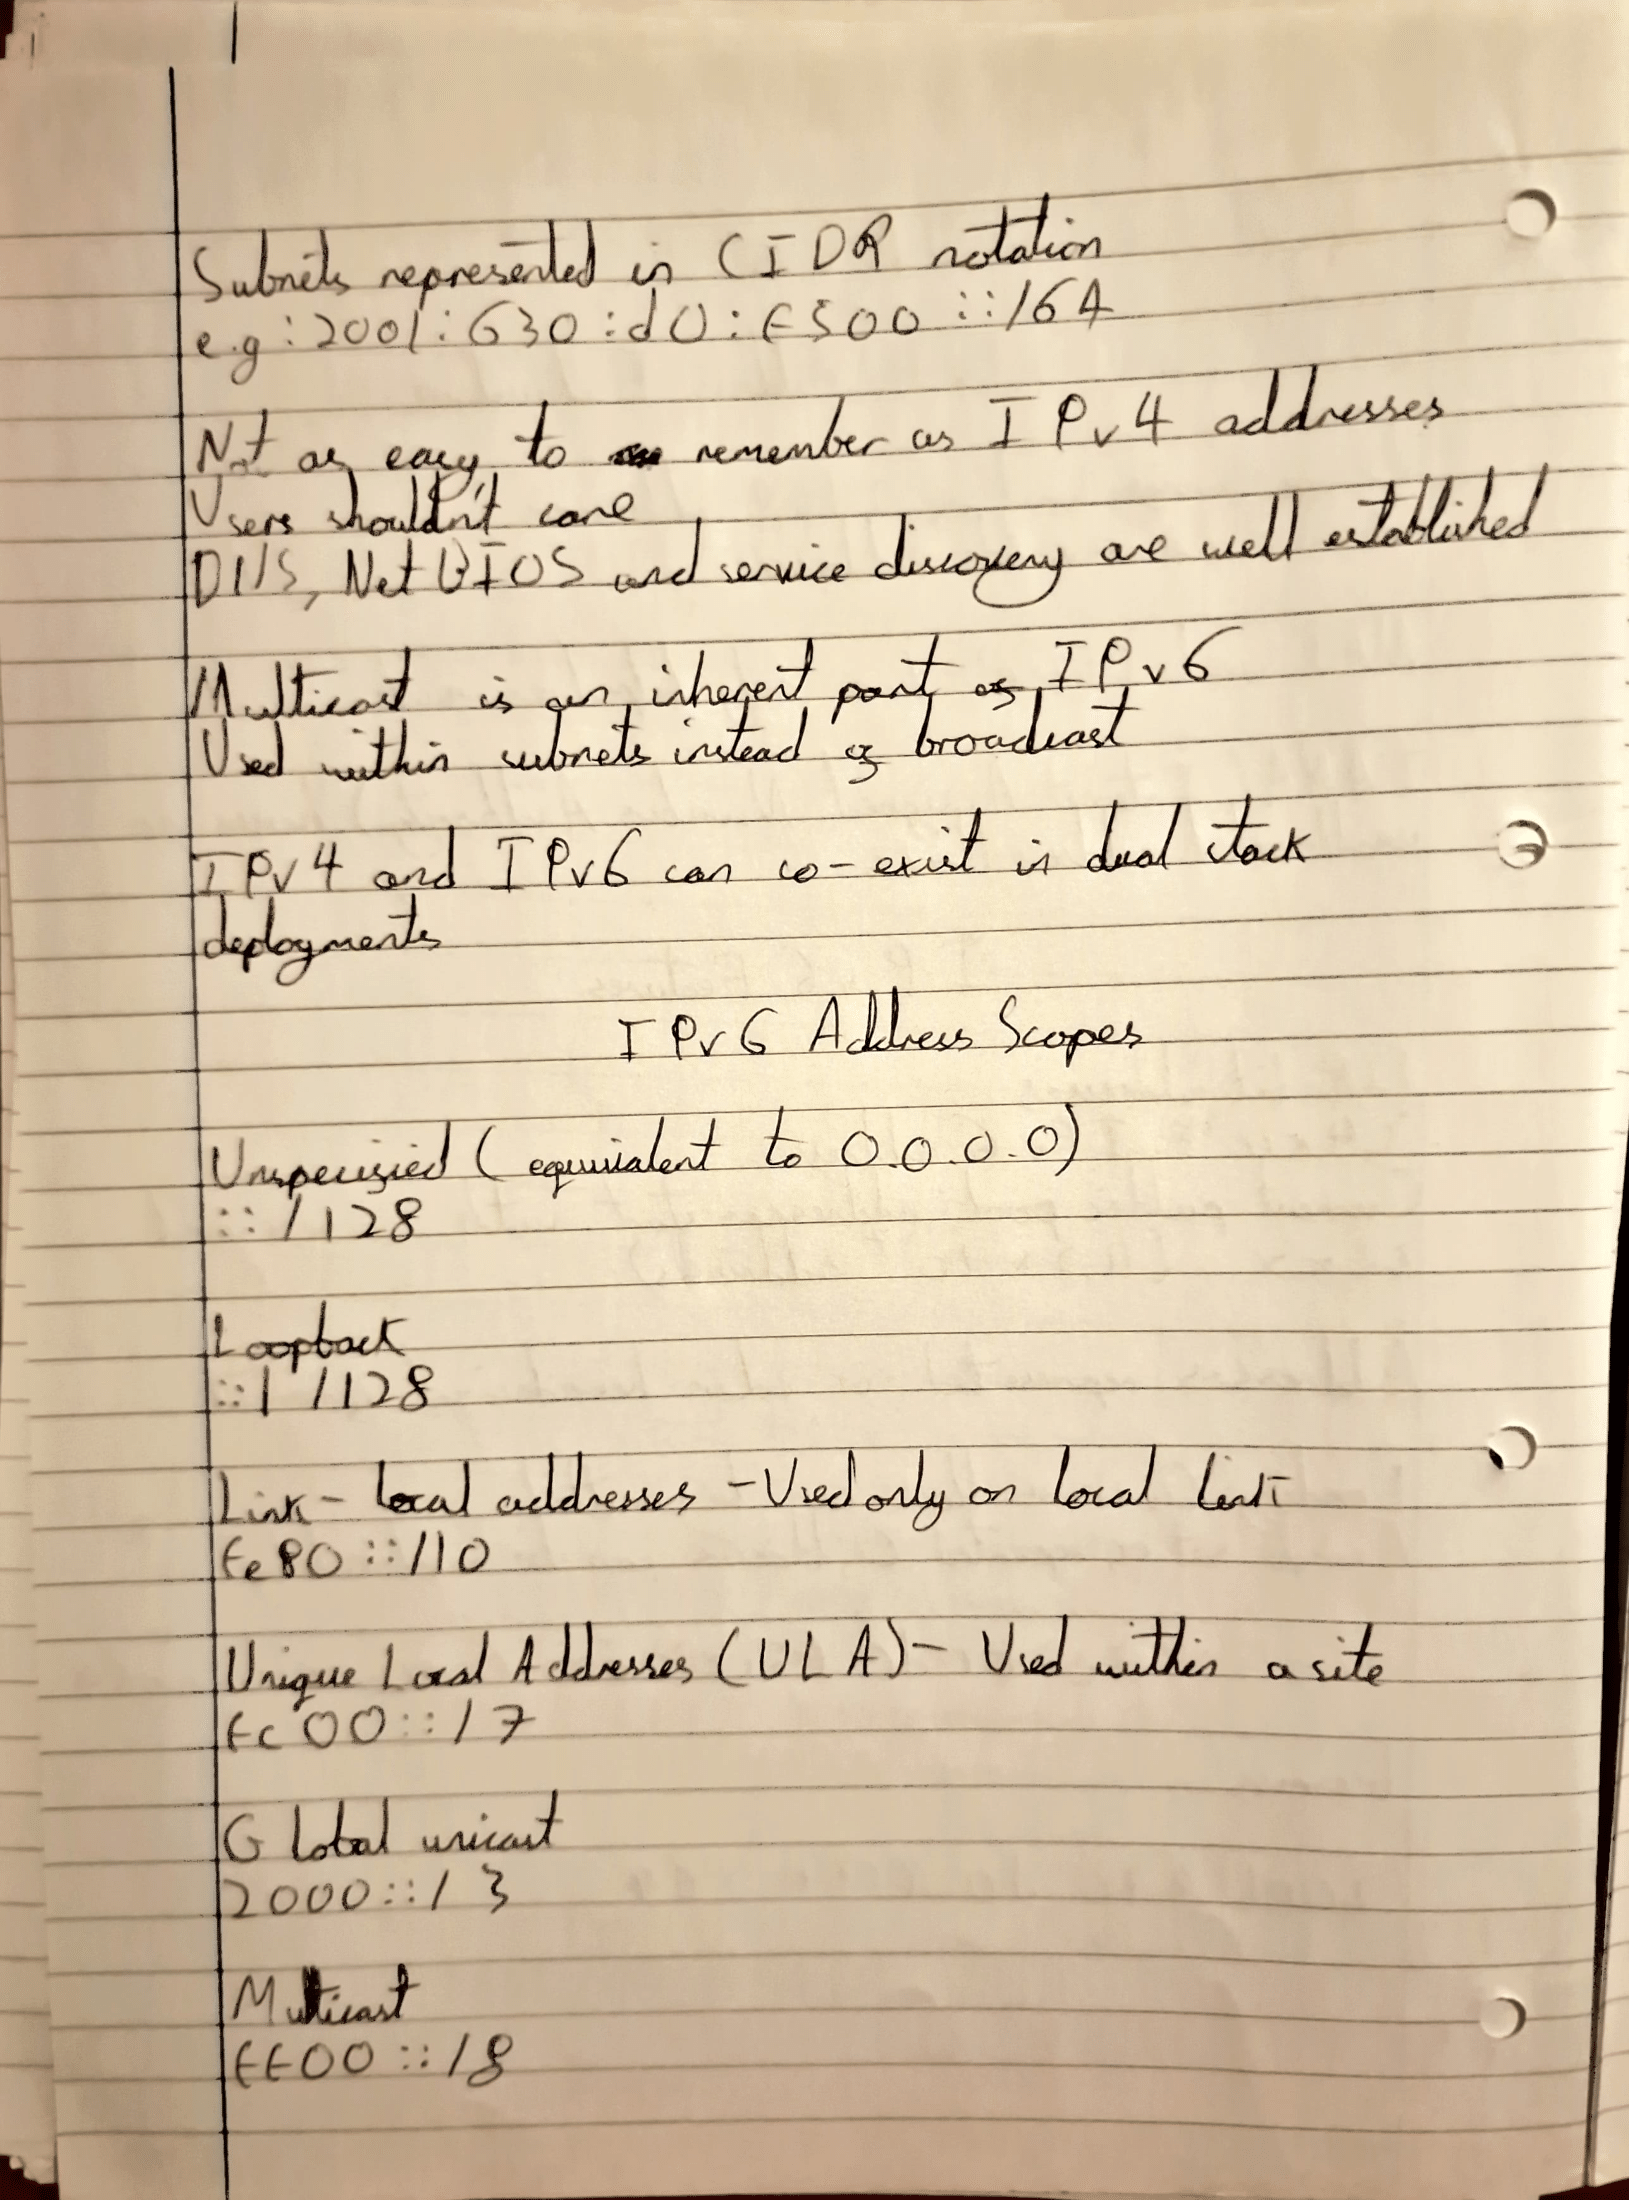 Subnets represented in CIDR notation
e.g: 2001:630:d0:f500::/64
Not as easy to remember as IPv4 addresses
Users shouldn't care
DNS, NetBIOS and service discovery are well established
Multicast is an inherent part of IPv6
Used within subnets instead of broadcast
IPv4 and IPv6 can co-exist in dual stack
deployments
IPv6 Address Scopes
Unspecified (equivalent to 0.0.0.0)
::/128
Loopback
::1/128
Link-local addresses - Used only on local link
fe80::/10
Unique Local Addresses (ULA) - Used within a site
fc00::/7
Global unicast
2000::/3
Multicast
ff00::/8